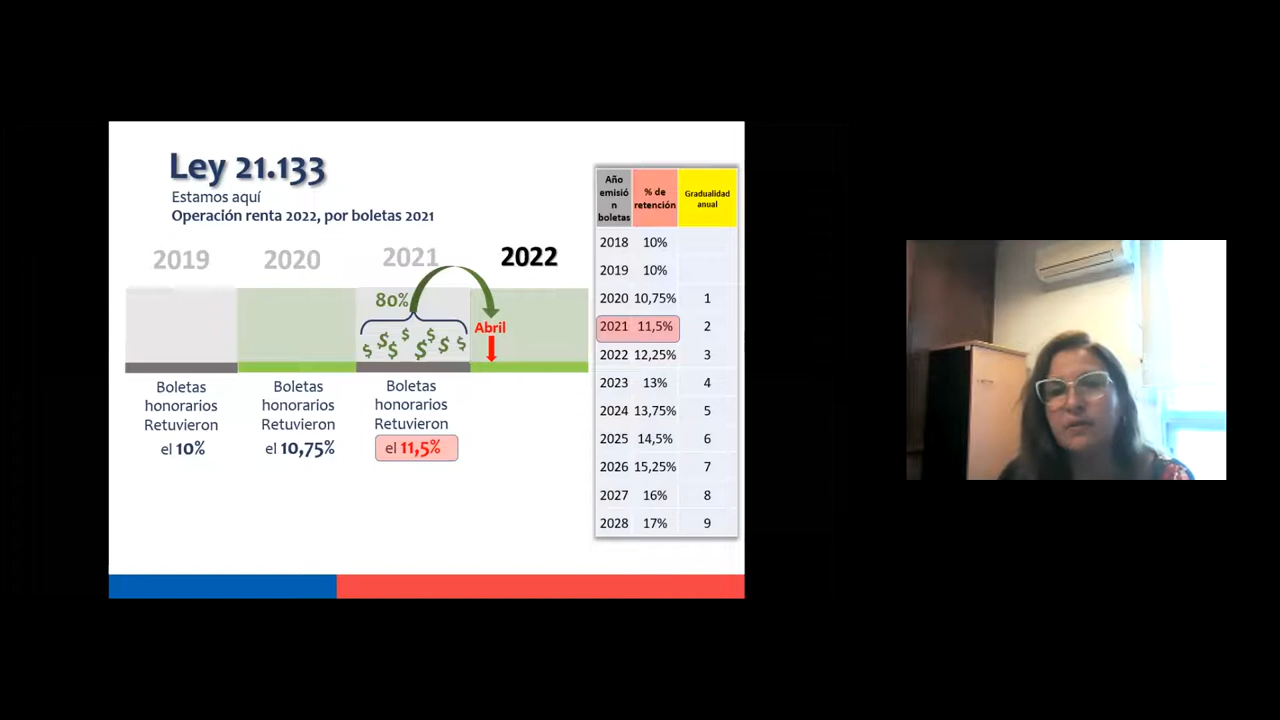 Ley 21.133
Estamos aquí
Operación renta 2022, por boletas 2021
2019 2020 2021 2022
80%
$ $ $ $ $ $ $ $
Abril
Boletas
honorarios
Retuvieron
el 10%
Boletas
honorarios
Retuvieron
el 10,75%
Boletas
honorarios
Retuvieron
el 11,5%
Año
emisió
n
boletas
% de
retención
Gradualidad
anual
2018 10%
2019 10%
2020 10,75% 1
2021 11,5% 2
2022 12,25% 3
2023 13% 4
2024 13,75% 5
2025 14,5% 6
2026 15,25% 7
2027 16% 8
2028 17% 9